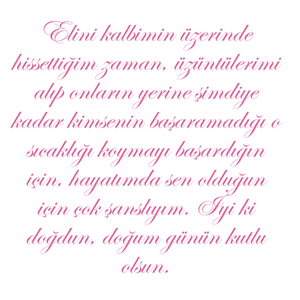 Elini kalbimin üzerinde
hissettiğim zaman, üzüntülerimi
alıp onların yerine şimdiye
kadar kimsenin başaramadığı o
sıcaklığı koymayı başardığın
için, hayatımda sen olduğun
için çok şanslıyım. İyi ki
doğdun, doğum günün kutlu
olsun.